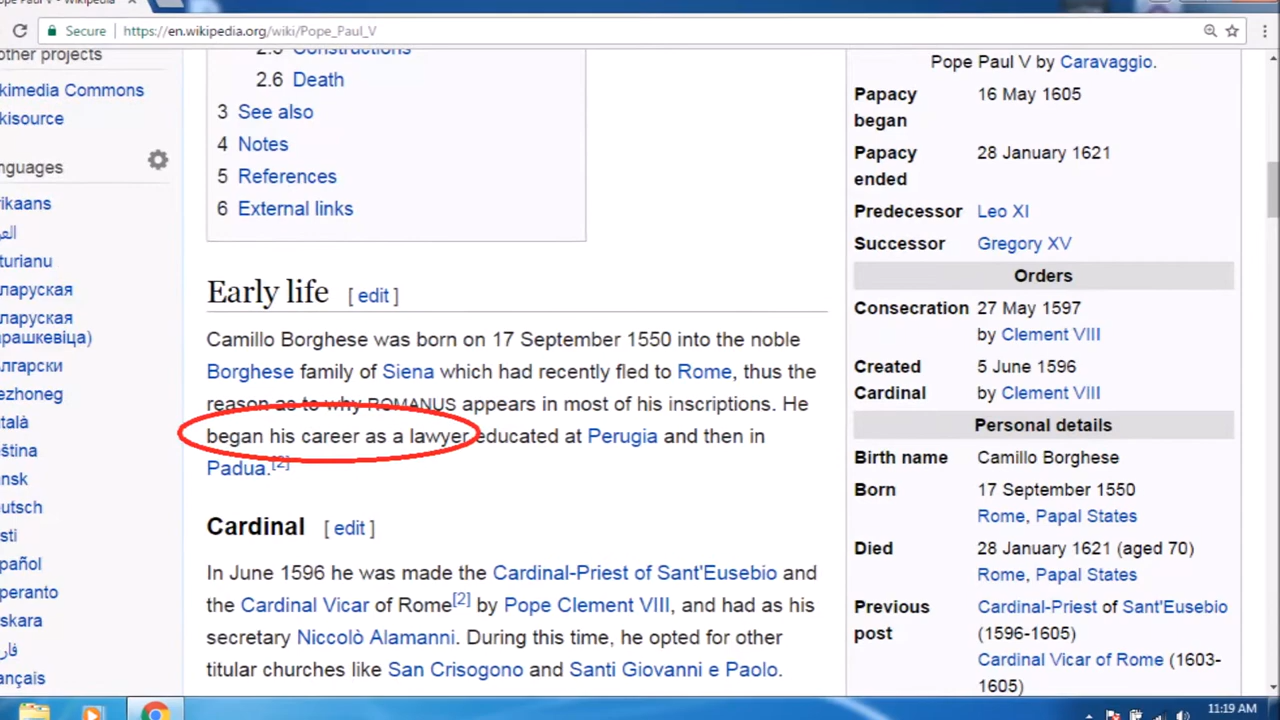 Secure
https://en.wikipedia.org/wiki/Pope_Paul_V
other projects
kimedia Commons
kisource
nguages
rikaans
turianu
ларуская
ларуская
арашкевіца)
лгарски
ezhoneg
talà
eština
nsk
utsch
sti
pañol
peranto
skara
ançais
2.6 Death
3 See also
4 Notes
5 References
6 External links
Early life [ edit ]
Camillo Borghese was born on 17 September 1550 into the noble
Borghese family of Siena which had recently fled to Rome, thus the
reason as to why ROMANUS appears in most of his inscriptions. He
began his career as a lawyer educated at Perugia and then in
Padua.[2]
Cardinal [ edit ]
In June 1596 he was made the Cardinal-Priest of Sant'Eusebio and
the Cardinal Vicar of Rome[2] by Pope Clement VIII, and had as his
secretary Niccolò Alamanni. During this time, he opted for other
titular churches like San Crisogono and Santi Giovanni e Paolo.
Pope Paul V by Caravaggio.
Papacy began 16 May 1605
Papacy ended 28 January 1621
Predecessor Leo XI
Successor Gregory XV
Orders
Consecration 27 May 1597
by Clement VIII
Created Cardinal 5 June 1596
by Clement VIII
Personal details
Birth name Camillo Borghese
Born 17 September 1550
Rome, Papal States
Died 28 January 1621 (aged 70)
Rome, Papal States
Previous post Cardinal-Priest of Sant'Eusebio
(1596-1605)
Cardinal Vicar of Rome (1603-
1605)
11:19 AM